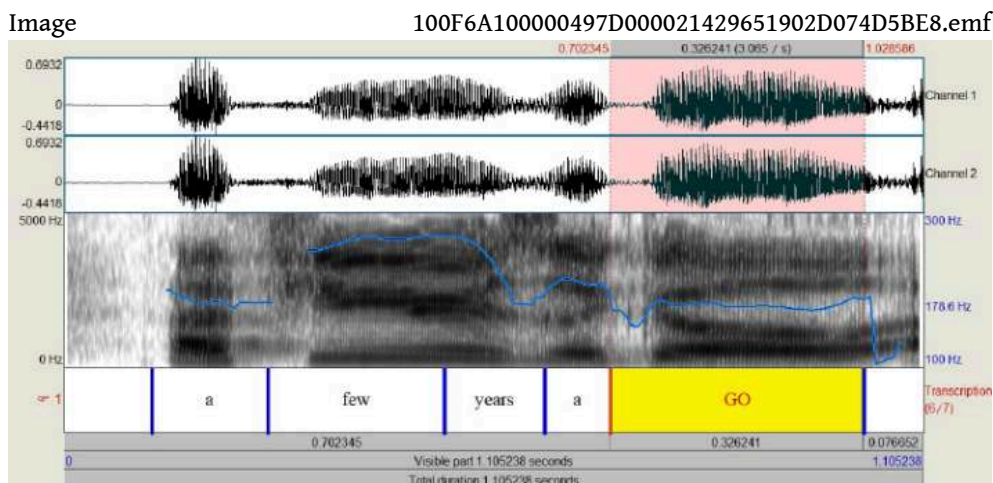 Image 100F6A100000497D000021429651902D074D5BE8.emf
0.702345 0.326241 (3.065 / s) 1.028586
0.6932
0
-0.4418
Channel 1
0.6932
0
-0.4418
Channel 2
5000 Hz 300 Hz
178.6 Hz
0 Hz 100 Hz
1 a few years a GO Transcription
(6/7)
0.702345 0.326241 0.076652
0 Visible part 1.105238 seconds 1.105238
Total duration 1.105238 seconds